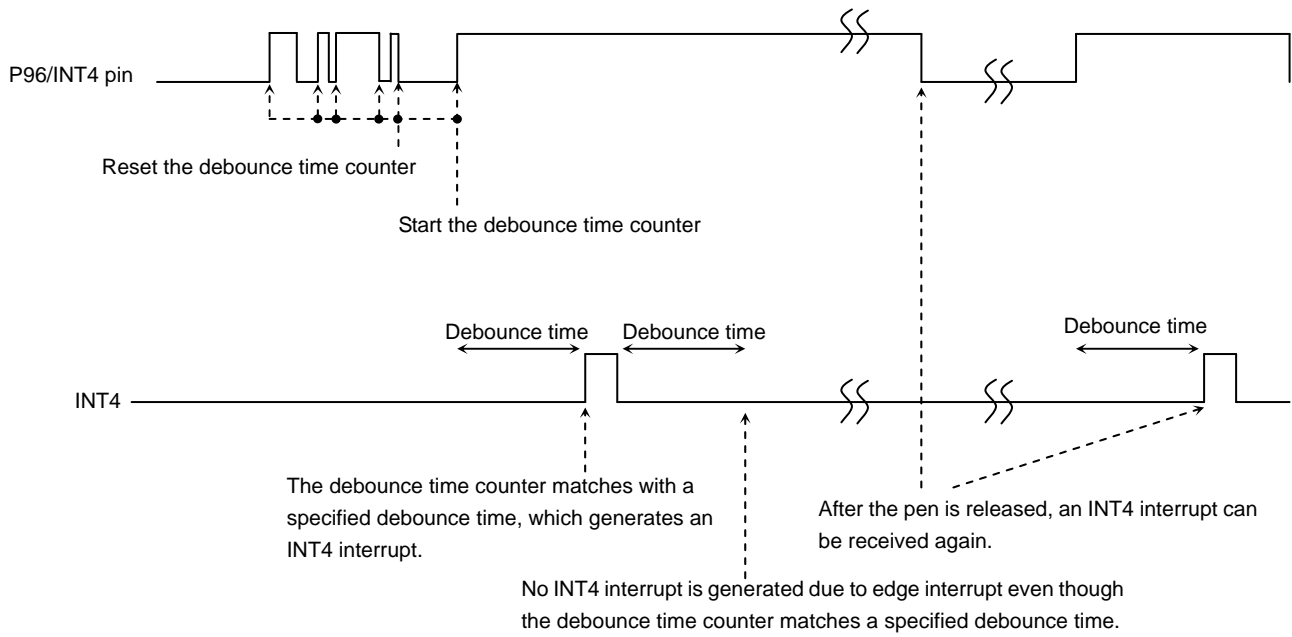 P96/INT4 pin
Reset the debounce time counter
Start the debounce time counter
Debounce time
Debounce time
Debounce time
INT4
The debounce time counter matches with a
specified debounce time, which generates an
INT4 interrupt.
After the pen is released, an INT4 interrupt can
be received again.
No INT4 interrupt is generated due to edge interrupt even though
the debounce time counter matches a specified debounce time.